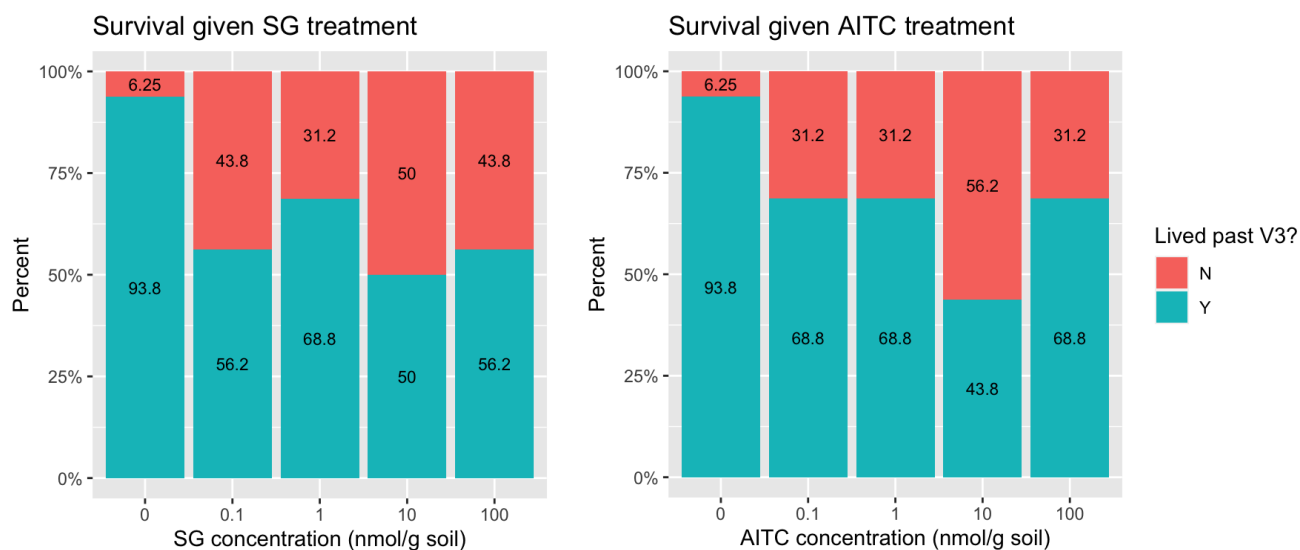 Survival given SG treatment
100%
75%
50%
25%
0%
Percent
6.25
93.8
43.8
56.2
31.2
68.8
50
50
43.8
56.2
0 0.1 1 10 100
SG concentration (nmol/g soil)
Survival given AITC treatment
100%
75%
50%
25%
0%
Percent
6.25
93.8
31.2
68.8
31.2
68.8
56.2
43.8
31.2
68.8
0 0.1 1 10 100
AITC concentration (nmol/g soil)
Lived past V3?
N
Y